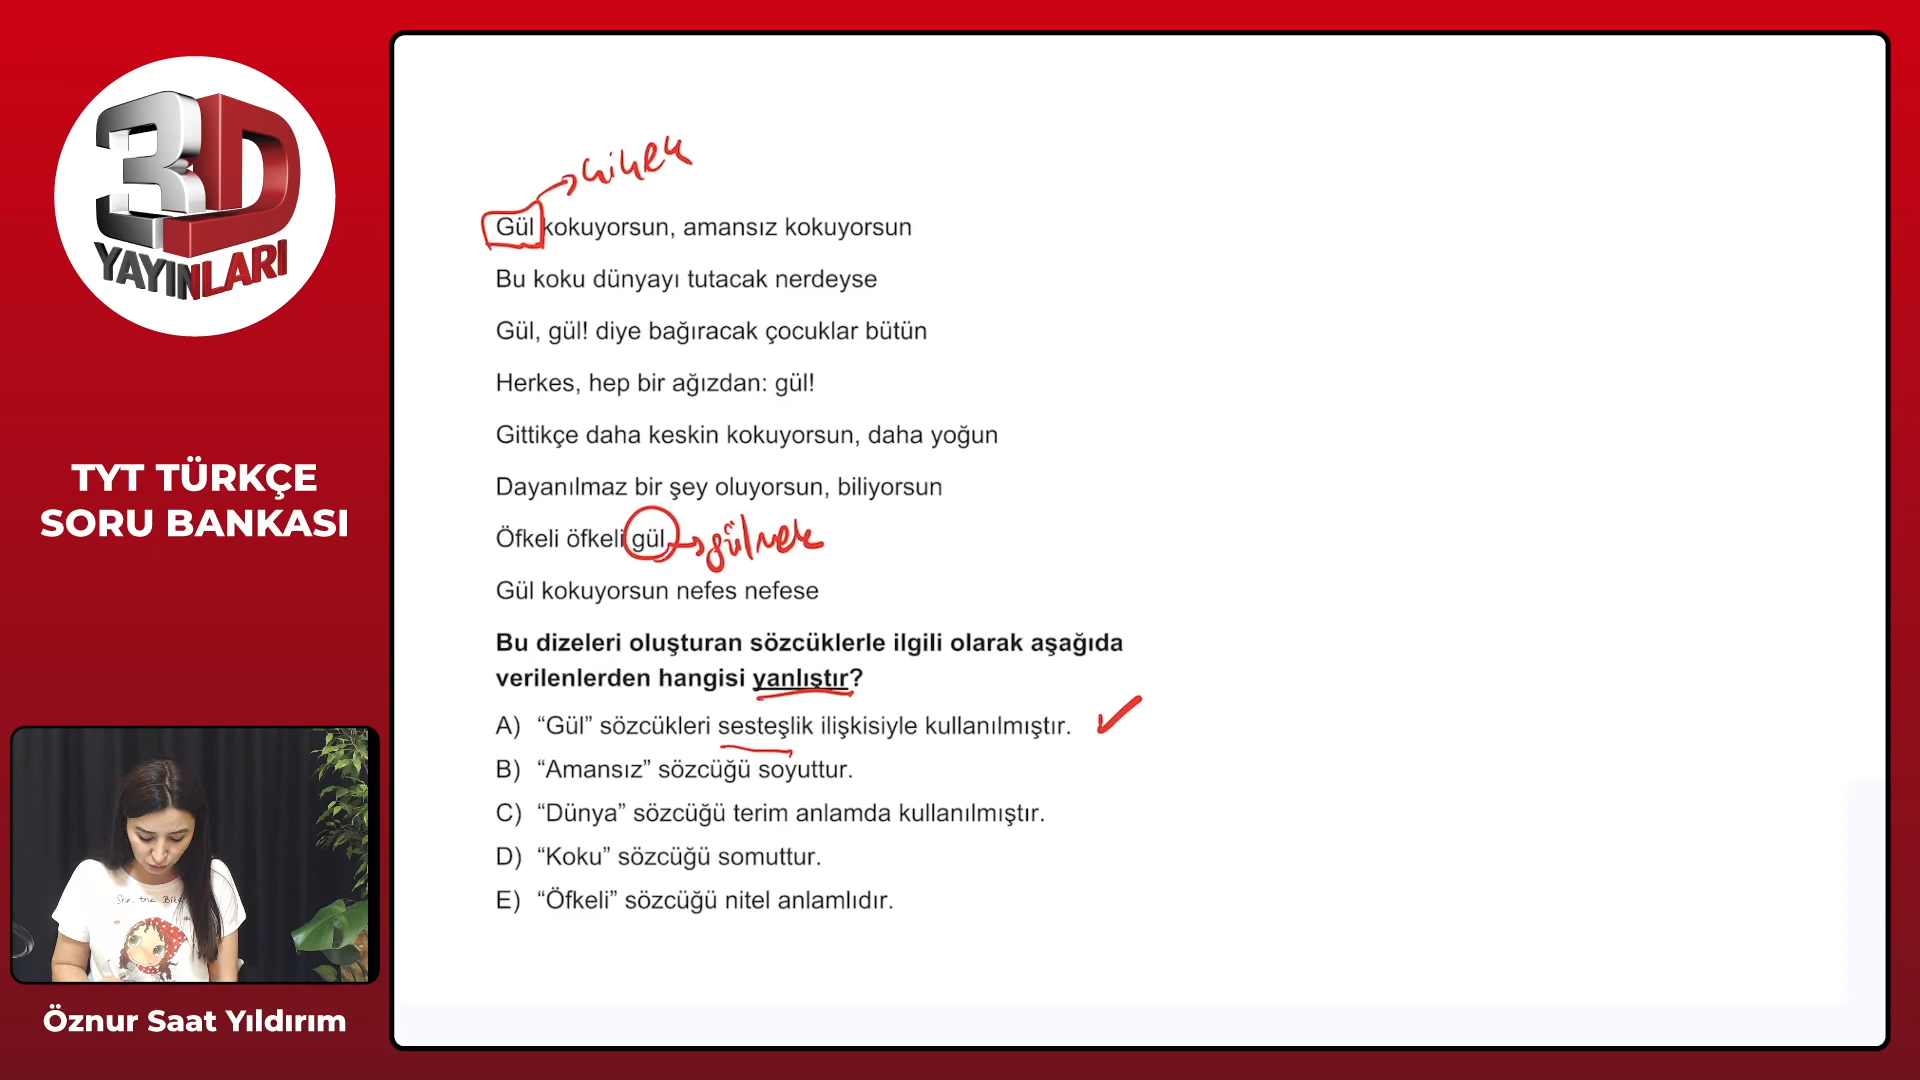 3D
YAYINLARI
TYT TÜRKÇE
SORU BANKASI
Öznur Saat Yıldırım
çiçek
Gül kokuyorsun, amansız kokuyorsun
Bu koku dünyayı tutacak nerdeyse
Gül, gül! diye bağıracak çocuklar bütün
Herkes, hep bir ağızdan: gül!
Gittikçe daha keskin kokuyorsun, daha yoğun
Dayanılmaz bir şey oluyorsun, biliyorsun
Öfkeli öfkeli gül gülmek
Gül kokuyorsun nefes nefese
Bu dizeleri oluşturan sözcüklerle ilgili olarak aşağıda
verilenlerden hangisi yanlıştır?
A) “Gül” sözcükleri sesteşlik ilişkisiyle kullanılmıştır.
B) “Amansız” sözcüğü soyuttur.
C) “Dünya” sözcüğü terim anlamda kullanılmıştır.
D) “Koku” sözcüğü somuttur.
E) “Öfkeli” sözcüğü nitel anlamlıdır.